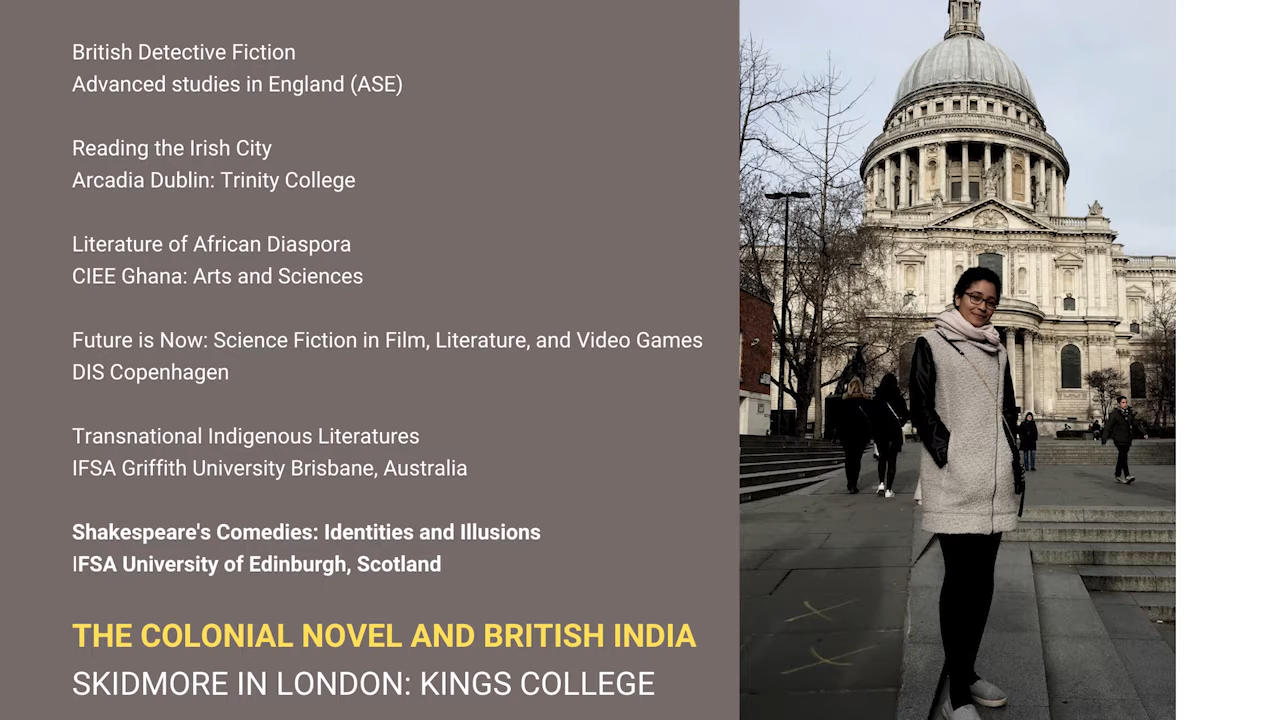 British Detective Fiction
Advanced studies in England (ASE)
Reading the Irish City
Arcadia Dublin: Trinity College
Literature of African Diaspora
CIEE Ghana: Arts and Sciences
Future is Now: Science Fiction in Film, Literature, and Video Games
DIS Copenhagen
Transnational Indigenous Literatures
IFSA Griffith University Brisbane, Australia
Shakespeare's Comedies: Identities and Illusions
IFSA University of Edinburgh, Scotland
THE COLONIAL NOVEL AND BRITISH INDIA
SKIDMORE IN LONDON: KINGS COLLEGE